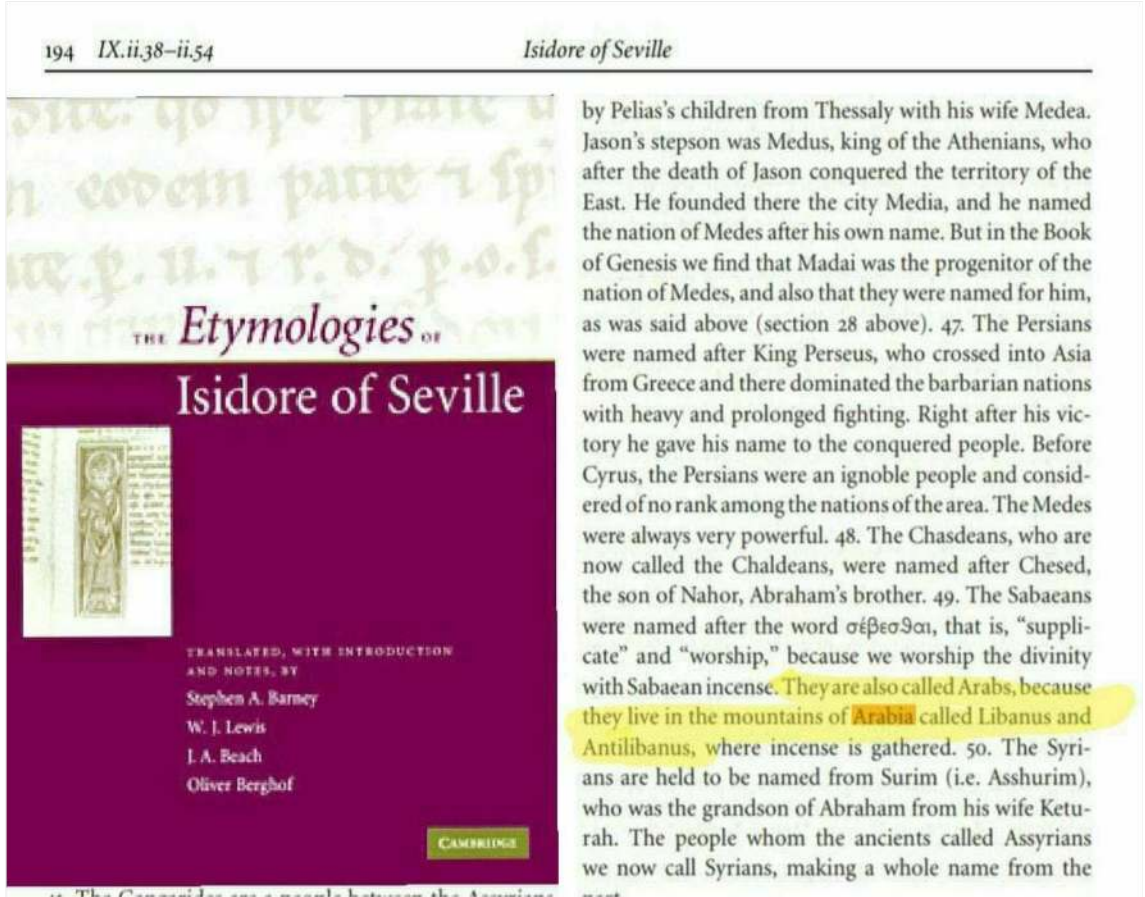 194 IX.ii.38–ii.54 Isidore of Seville
THE Etymologies OF
Isidore of Seville
TRANSLATED, WITH INTRODUCTION
AND NOTES, BY
Stephen A. Barney
W. J. Lewis
J. A. Beach
Oliver Berghof
CAMBRIDGE
by Pelias's children from Thessaly with his wife Medea.
Jason's stepson was Medus, king of the Athenians, who
after the death of Jason conquered the territory of the
East. He founded there the city Media, and he named
the nation of Medes after his own name. But in the Book
of Genesis we find that Madai was the progenitor of the
nation of Medes, and also that they were named for him,
as was said above (section 28 above). 47. The Persians
were named after King Perseus, who crossed into Asia
from Greece and there dominated the barbarian nations
with heavy and prolonged fighting. Right after his vic-
tory he gave his name to the conquered people. Before
Cyrus, the Persians were an ignoble people and consid-
ered of no rank among the nations of the area. The Medes
were always very powerful. 48. The Chasdeans, who are
now called the Chaldeans, were named after Chesed,
the son of Nahor, Abraham's brother. 49. The Sabaeans
were named after the word σέβεσϑαι, that is, “suppli-
cate” and “worship,” because we worship the divinity
with Sabaean incense. They are also called Arabs, because
they live in the mountains of Arabia called Libanus and
Antilibanus, where incense is gathered. 50. The Syri-
ans are held to be named from Surim (i.e. Asshurim),
who was the grandson of Abraham from his wife Ketu-
rah. The people whom the ancients called Assyrians
we now call Syrians, making a whole name from the